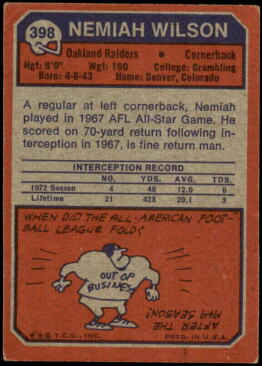 398 NEMIAH WILSON
Oakland Raiders • Cornerback
Hgt: 6'0" Wgt: 160 College: Grambling
Born: 4-6-43 Home: Denver, Colorado
A regular at left cornerback, Nemiah
played in 1967 AFL All-Star Game. He
scored on 70-yard return following in-
terception in 1967, is fine return man.
INTERCEPTION RECORD
NO. YDS. AVG. TDS.
1972 Season 4 48 12.0 0
Lifetime 21 423 20.1 3
WHEN DID THE ALL-AMERICAN FOOT-
BALL LEAGUE FOLD?
OUT OF
BUSINESS
AFTER THE
SEASON!
© T.C.G., INC. PRTD. IN U.S.A.